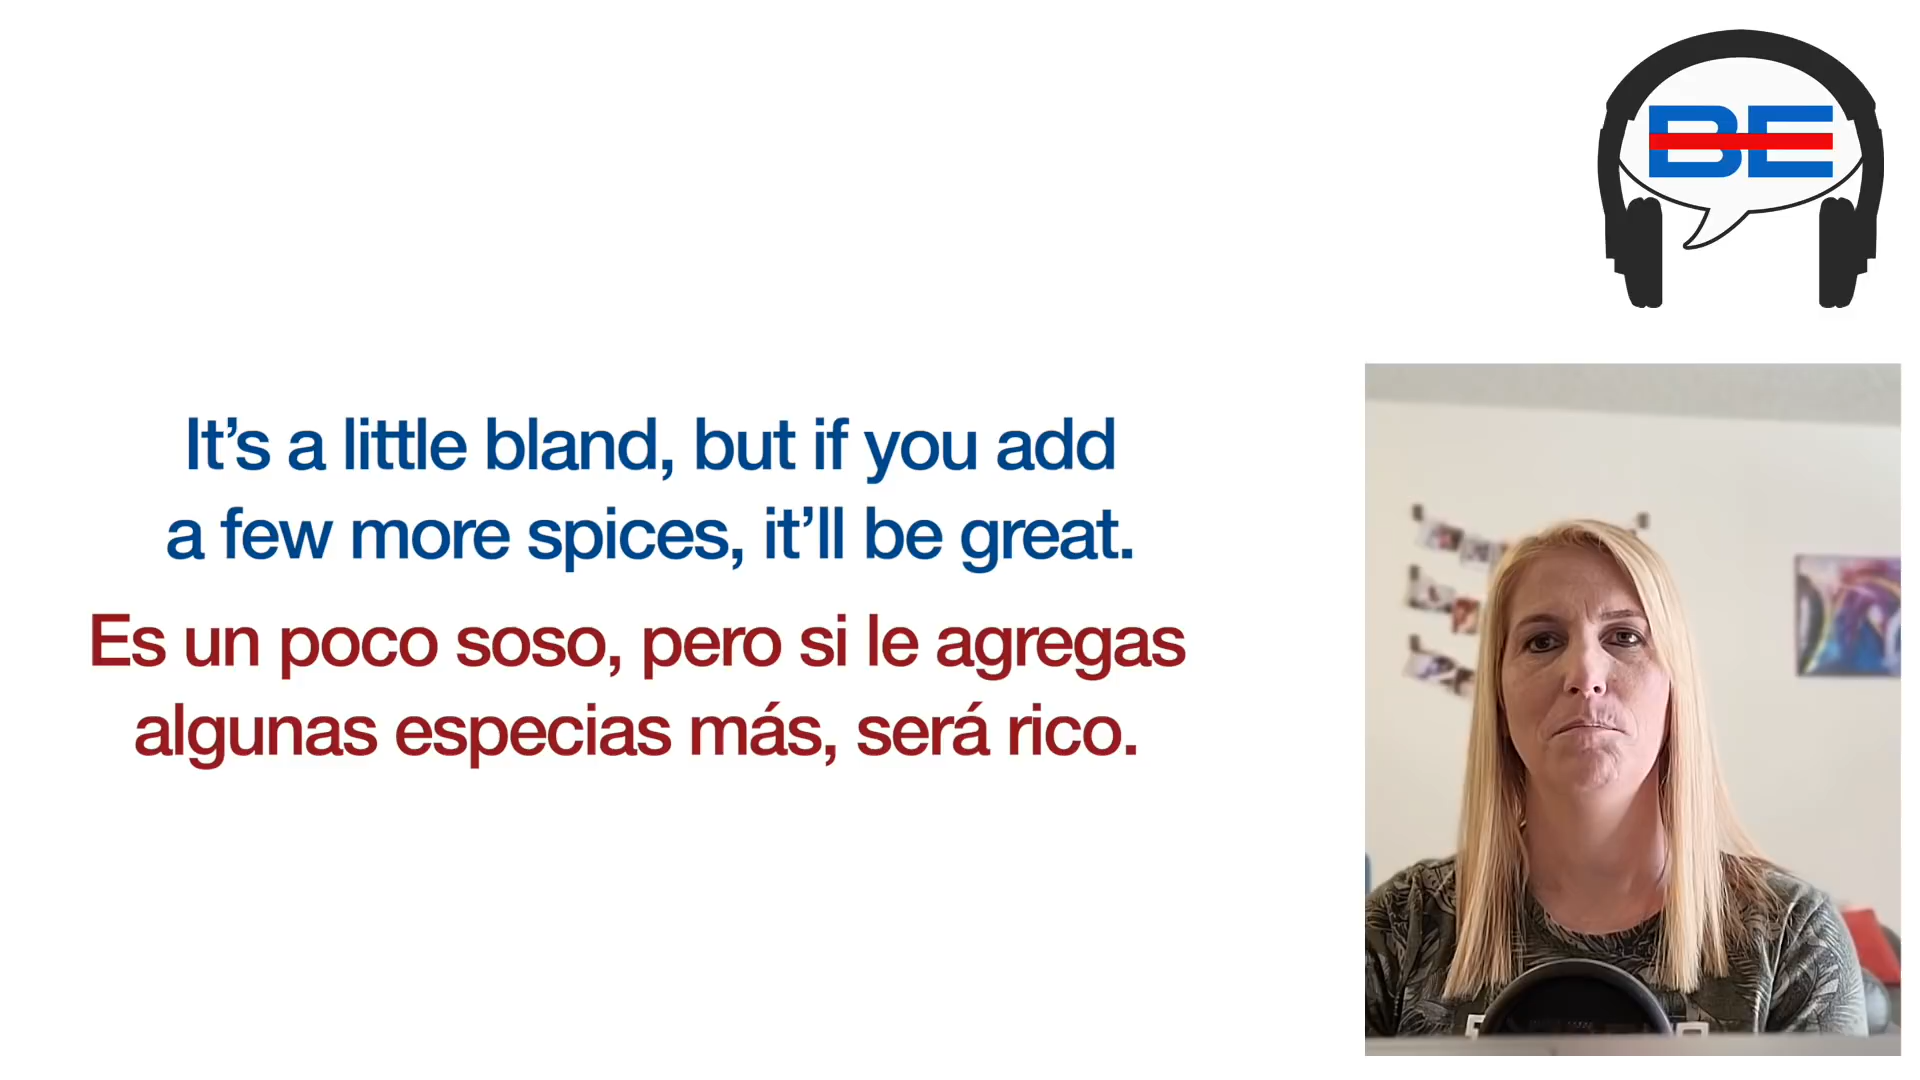 BE
It’s a little bland, but if you add
a few more spices, it’ll be great.
Es un poco soso, pero si le agregas
algunas especias más, será rico.